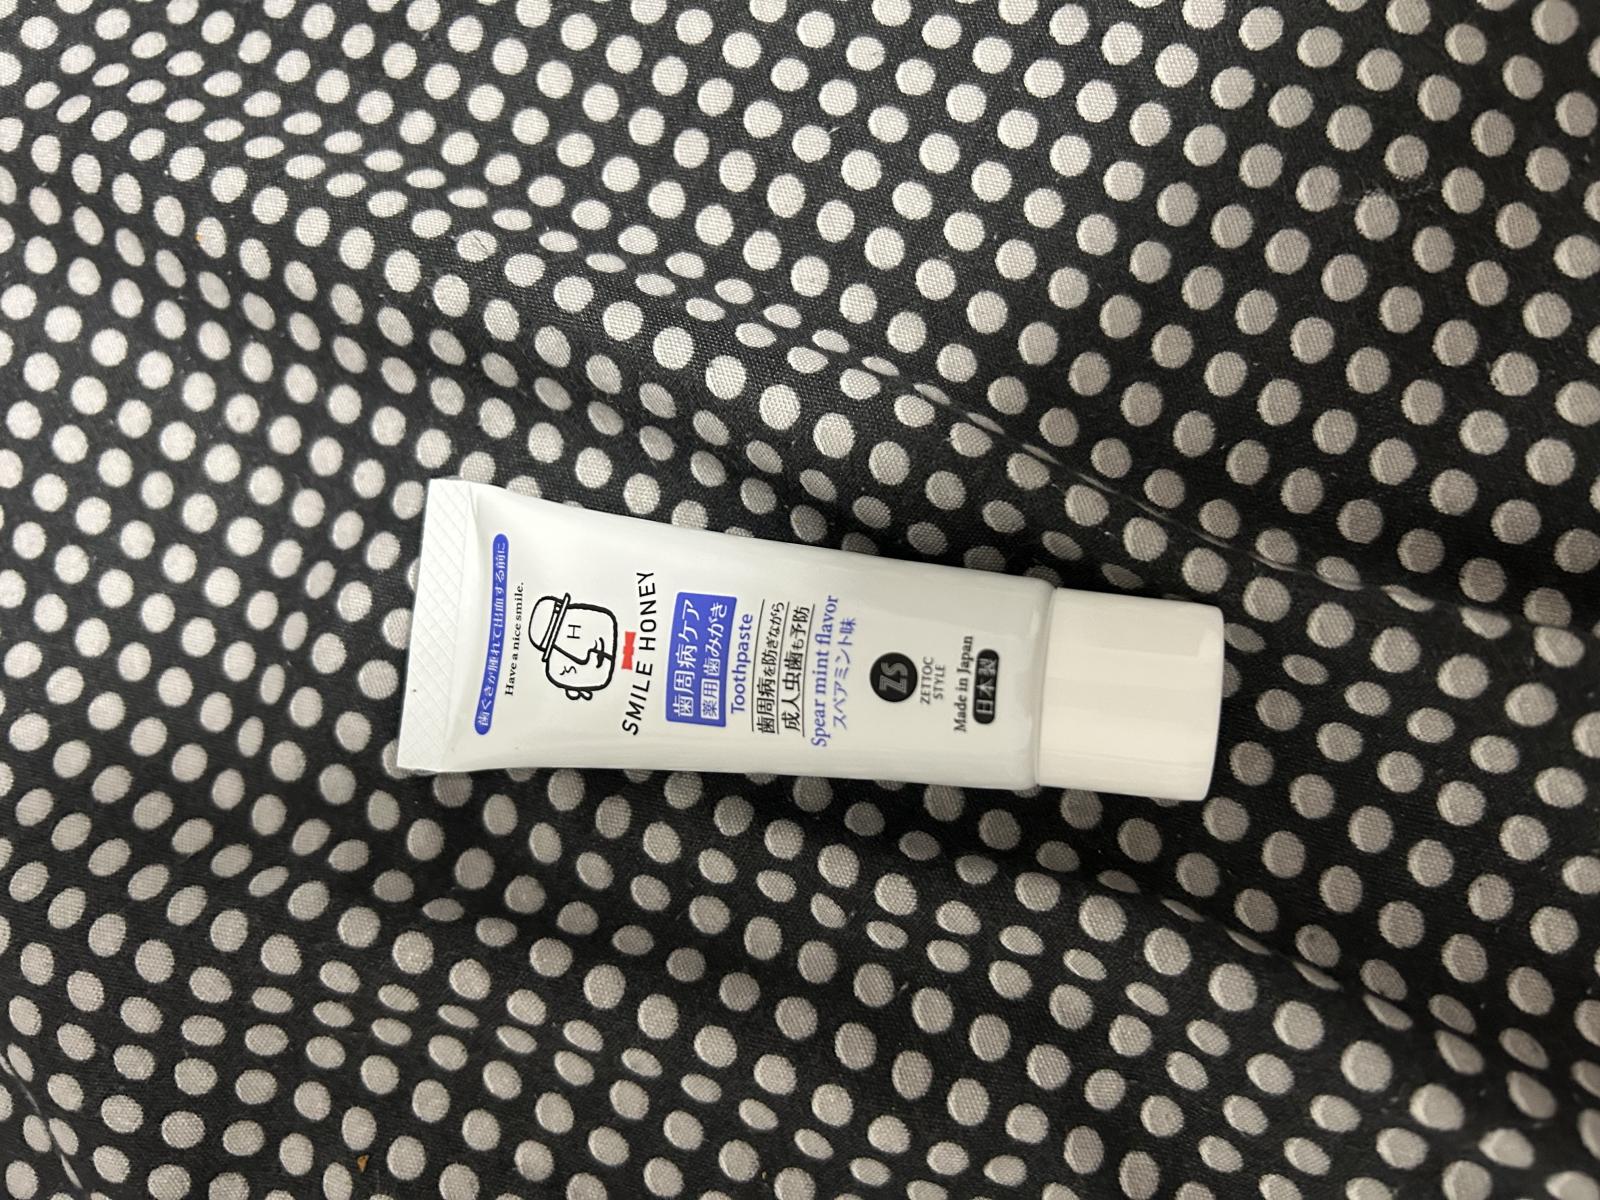 歯ぐきが腫れて出血する前に
Have a nice smile.
H
SMILE HONEY
歯周病ケア
薬用歯みがき
Toothpaste
歯周病を防ぎながら
成人虫歯も予防
Spear mint flavor
スペアミント味
ZS
ZETTOC
STYLE
Made in Japan
日本製